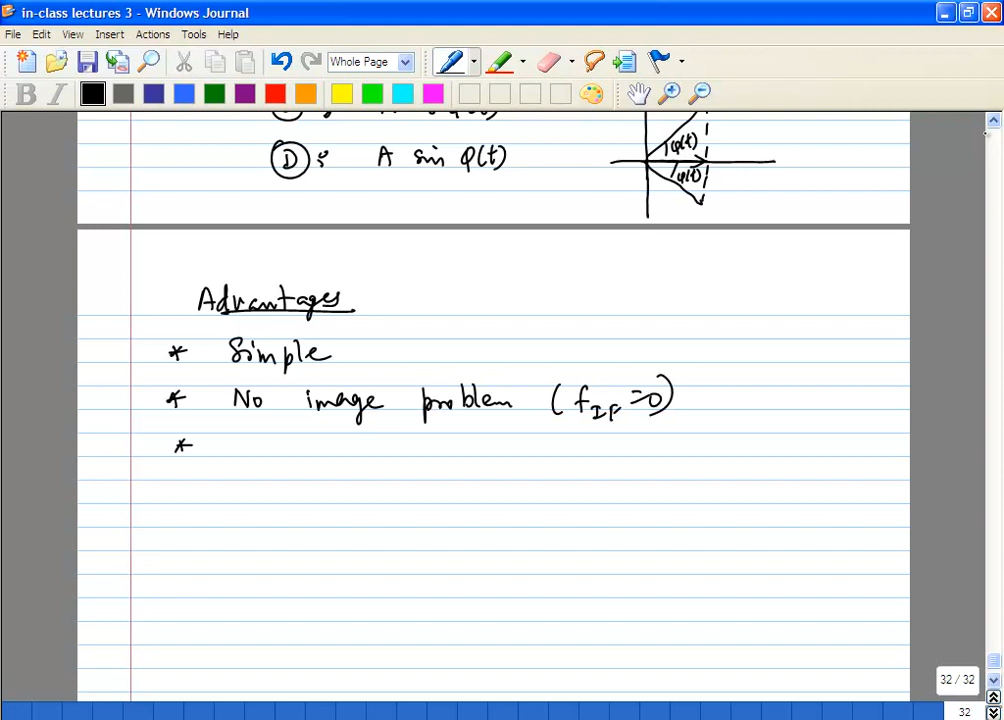 in-class lectures 3 - Windows Journal
File Edit View Insert Actions Tools Help
Whole Page
B I
φ(t)
D : A sin φ(t)
φ(t)
Advantages
* Simple
* No image problem (f_IF = 0)
*
32 / 32
32